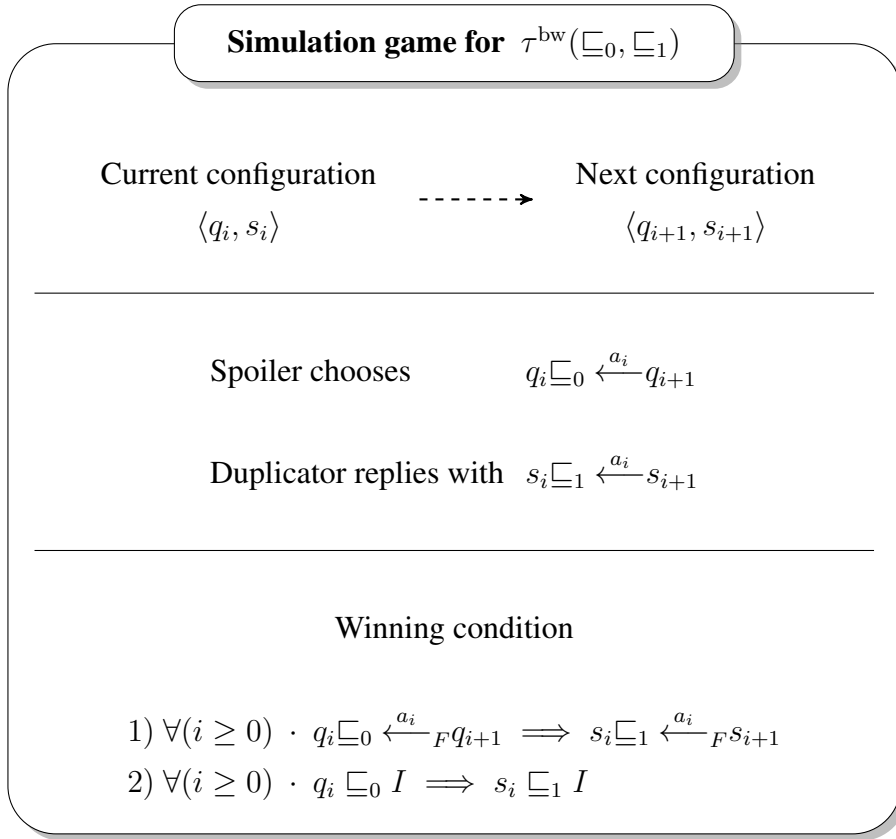 Simulation game for τ^bw(⊑₀, ⊑₁)
Current configuration
Next configuration
⟨q_i, s_i⟩
⟨q_{i+1}, s_{i+1}⟩
Spoiler chooses q_i ⊑₀ ←^{a_i} q_{i+1}
Duplicator replies with s_i ⊑₁ ←^{a_i} s_{i+1}
Winning condition
1) ∀(i ≥ 0) · q_i ⊑₀ ←^{a_i}_F q_{i+1} ⟹ s_i ⊑₁ ←^{a_i}_F s_{i+1}
2) ∀(i ≥ 0) · q_i ⊑₀ I ⟹ s_i ⊑₁ I